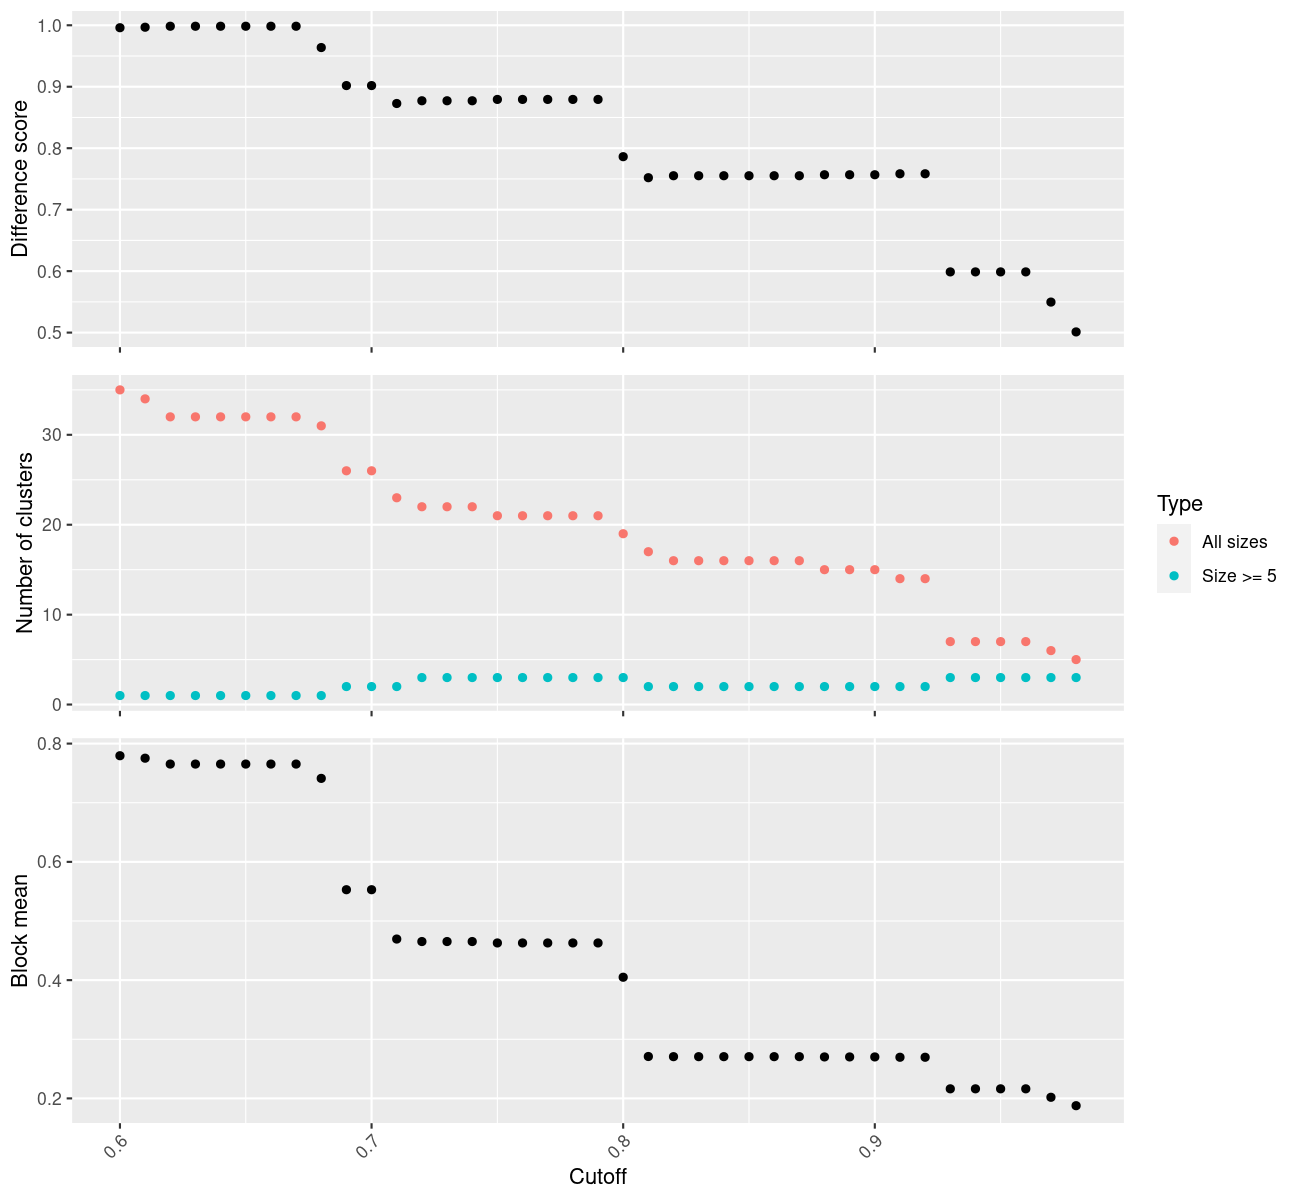 Difference score
1.0
0.9
0.8
0.7
0.6
0.5
Number of clusters
30
20
10
0
Type
All sizes
Size >= 5
Block mean
0.8
0.6
0.4
0.2
0.6
0.7
0.8
0.9
Cutoff